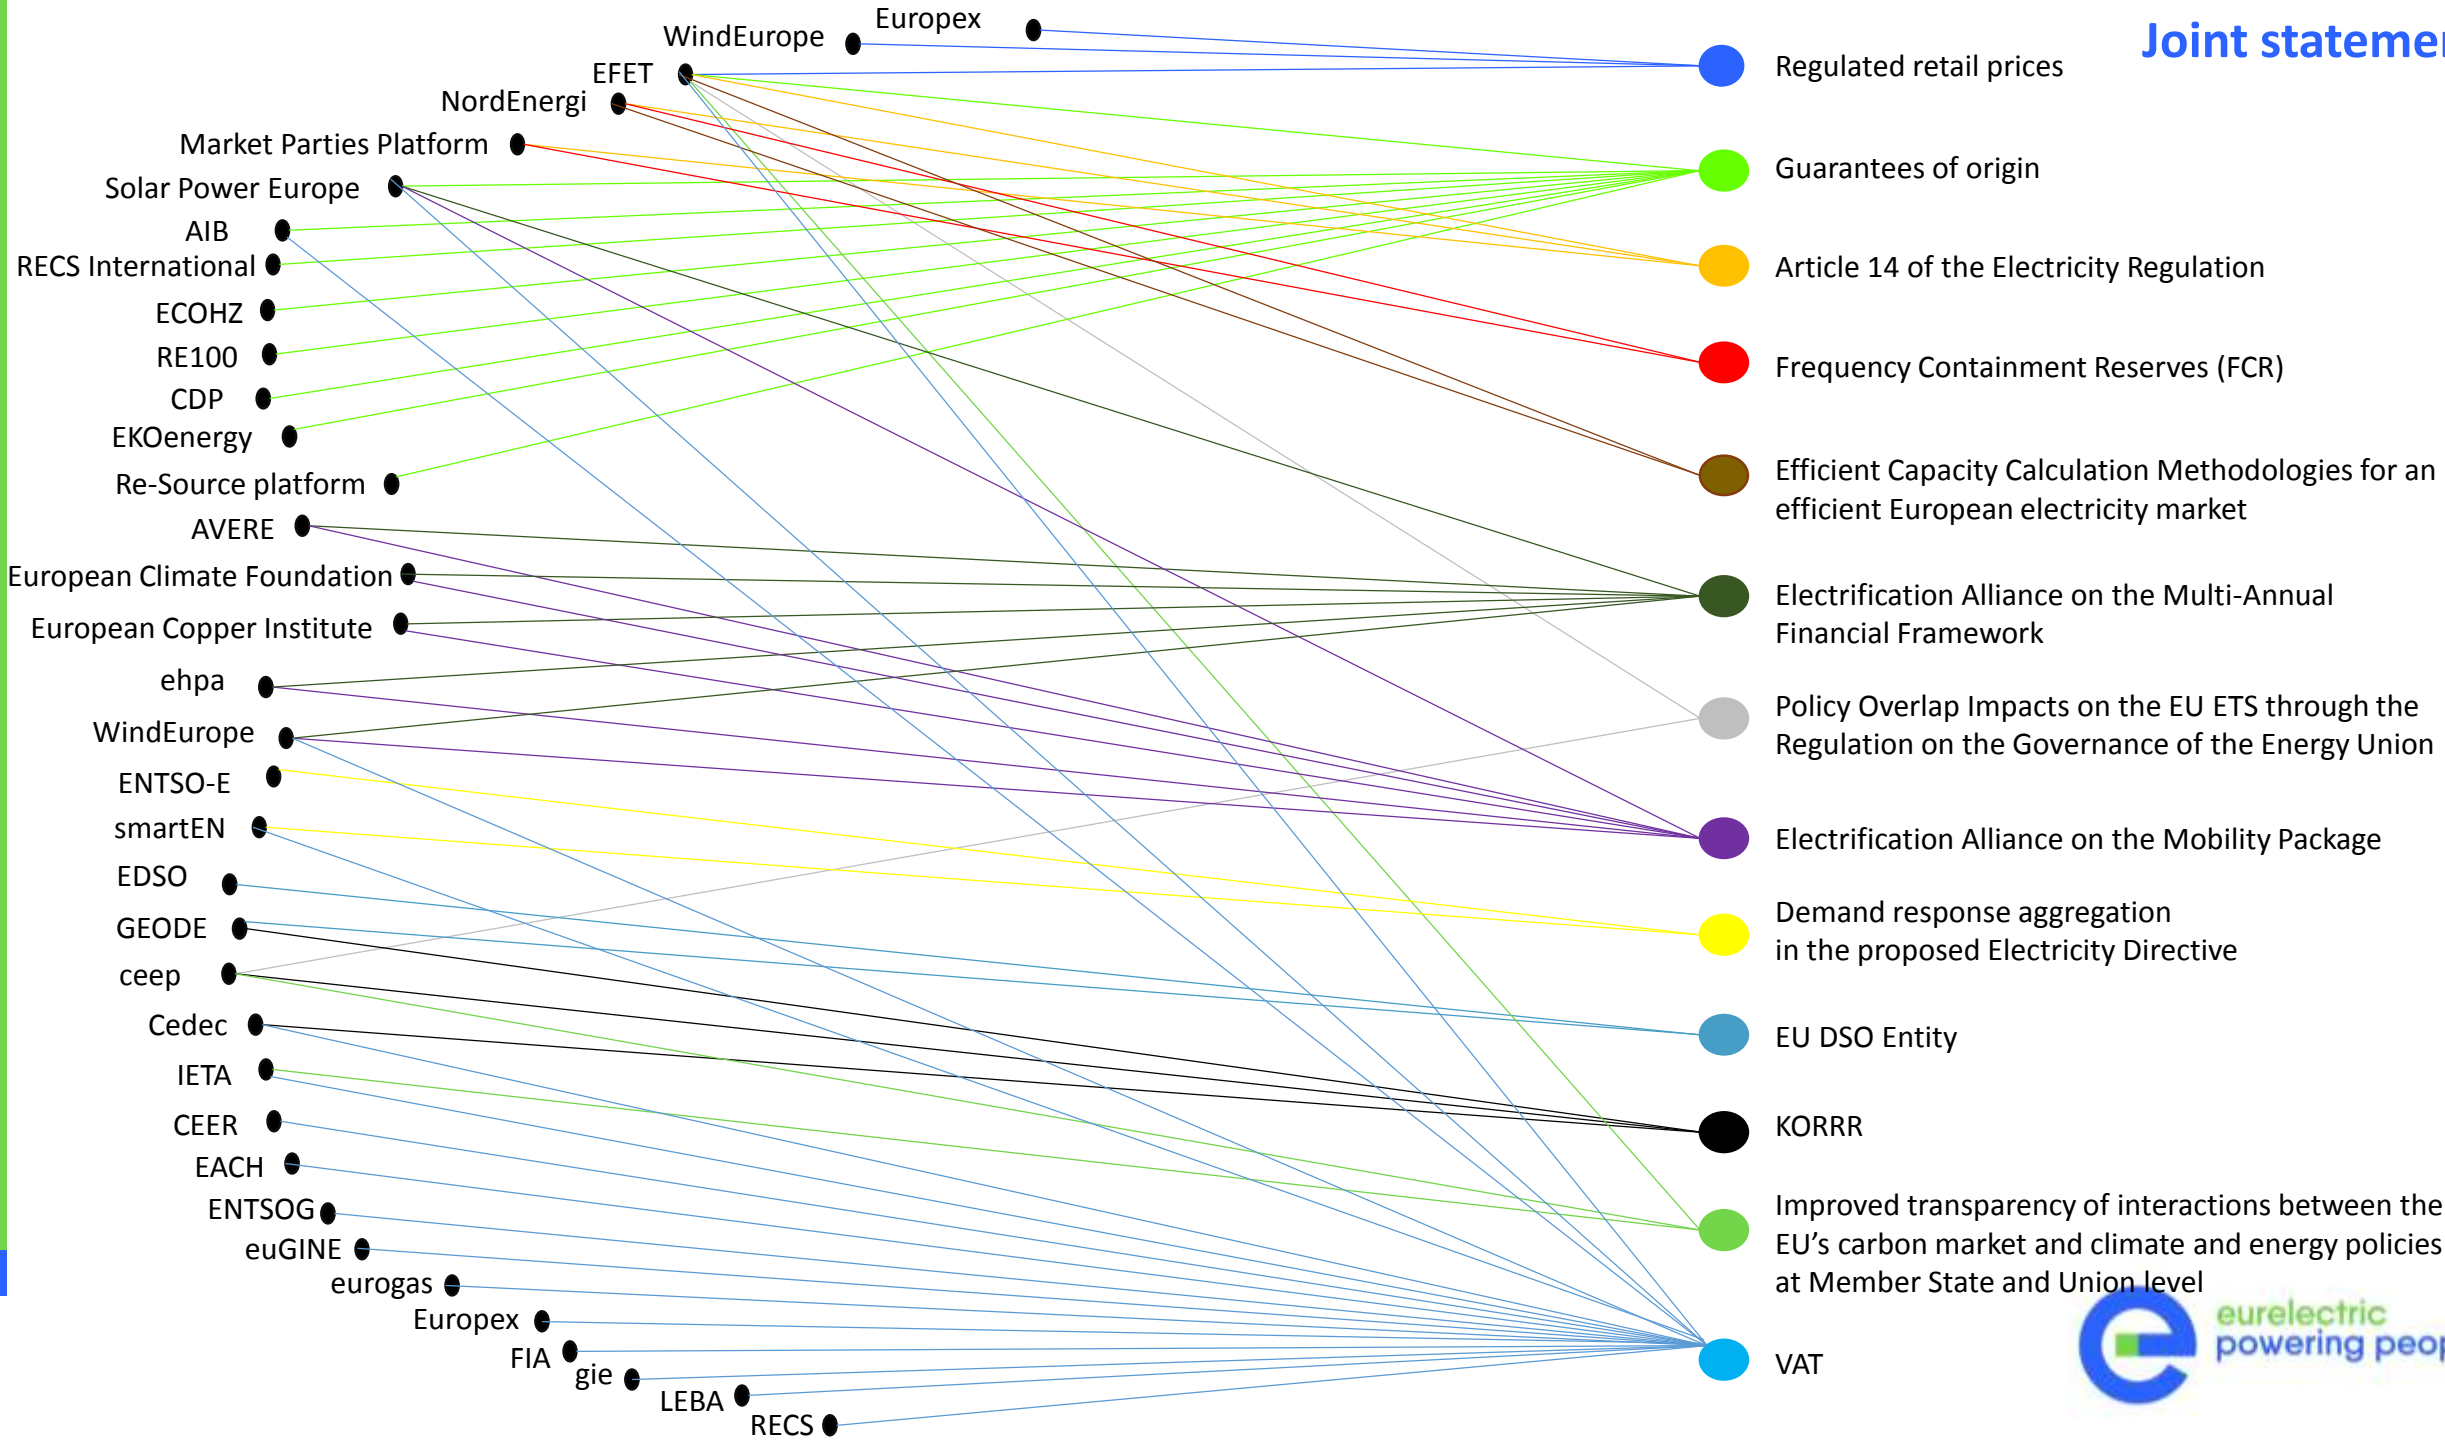 Europex
WindEurope
EFET
NordEnergi
Market Parties Platform
Solar Power Europe
AIB
RECS International
ECOHZ
RE100
CDP
EKOenergy
Re-Source platform
AVERE
European Climate Foundation
European Copper Institute
ehpa
WindEurope
ENTSO-E
smartEN
EDSO
GEODE
ceep
Cedec
IETA
CEER
EACH
ENTSOG
euGINE
eurogas
Europex
FIA
gie
LEBA
RECS
Joint
Regulated retail prices
Guarantees of origin
Article 14 of the Electricity Regulation
Frequency Containment Reserves (FCR)
Efficient Capacity Calculation Methodologies for an
efficient European electricity market
Electrification Alliance on the Multi-Annual
Financial Framework
Policy Overlap Impacts on the EU ETS through the
Regulation on the Governance of the Energy Union
Electrification Alliance on the Mobility Package
Demand response aggregation
in the proposed Electricity Directive
EU DSO Entity
KORRR
Improved transparency of interactions between the
EU’s carbon market and climate and energy policies
at Member State and Union level
VAT
eurelectric
powering